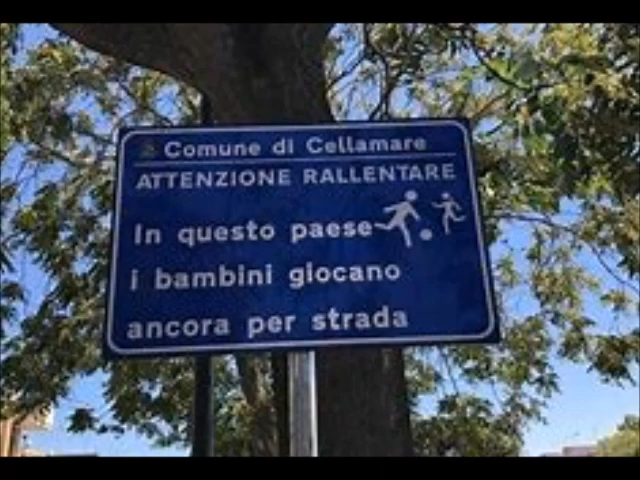 Comune di Cellamare
ATTENZIONE RALLENTARE
In questo paese
i bambini giocano
ancora per strada